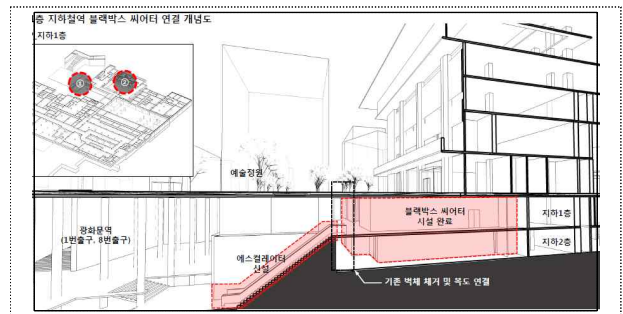 층 지하철역 블랙박스 씨어터 연결 개념도
지하1층
①
②
예술정원
광화문역
(1번출구, 8번출구)
에스컬레이터
신설
블랙박스 씨어터
시설 완료
지하1층
지하2층
기존 벽체 체거 및 복도 연결